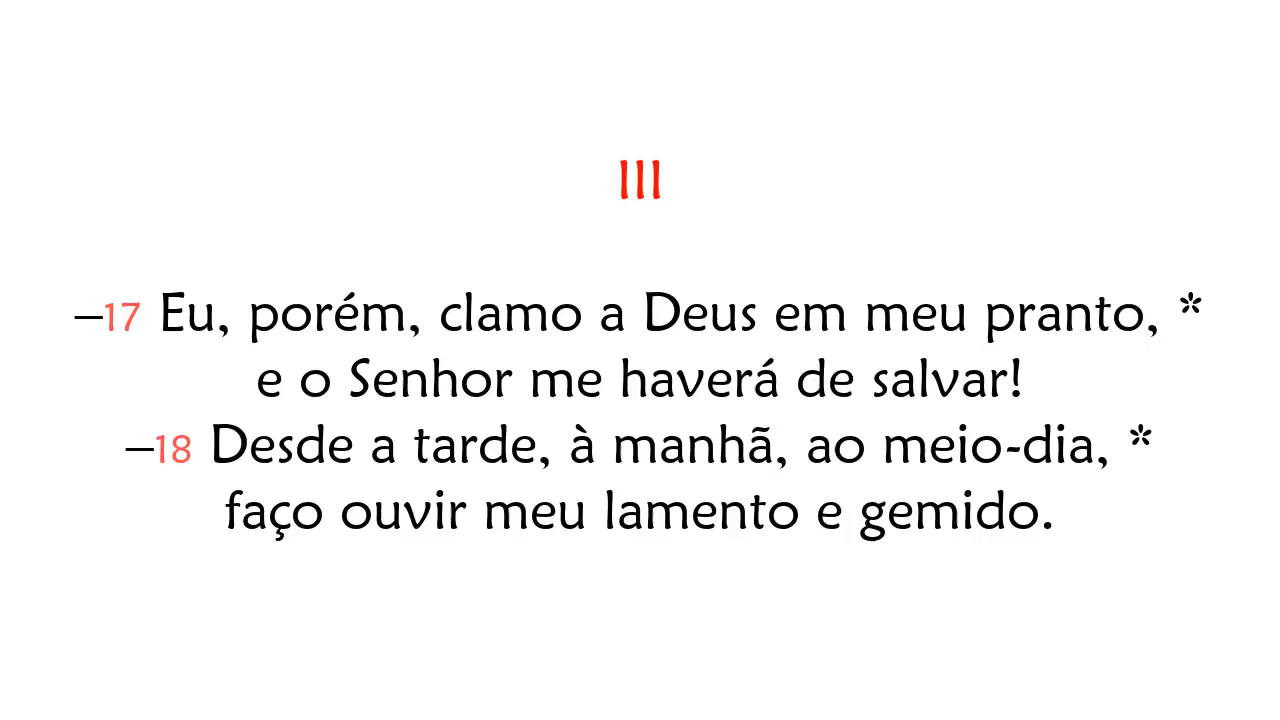 III
–17 Eu, porém, clamo a Deus em meu pranto, *
e o Senhor me haverá de salvar!
–18 Desde a tarde, à manhã, ao meio-dia, *
faço ouvir meu lamento e gemido.